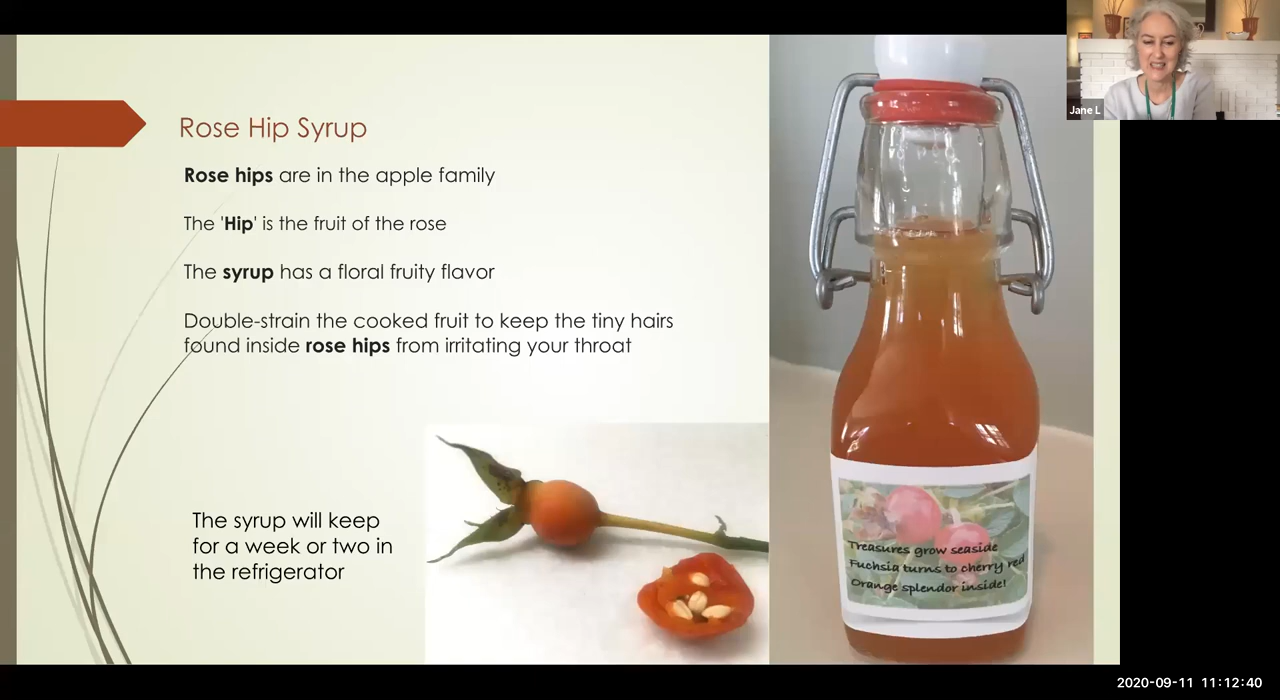 Rose Hip Syrup
Rose hips are in the apple family
The 'Hip' is the fruit of the rose
The syrup has a floral fruity flavor
Double-strain the cooked fruit to keep the tiny hairs
found inside rose hips from irritating your throat
The syrup will keep
for a week or two in
the refrigerator
Treasures grow seaside
Fuchsia turns to cherry red
Orange splendor inside!
Jane L
2020-09-11 11:12:40